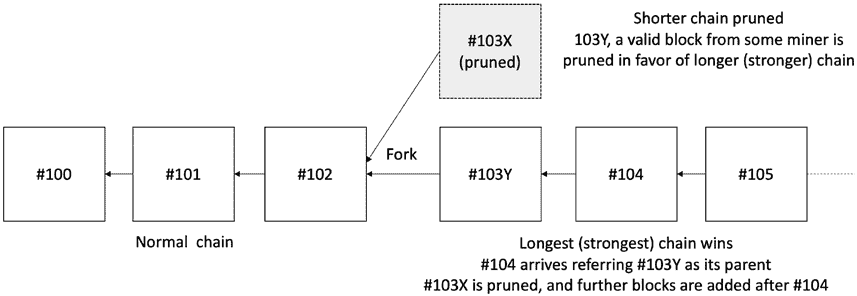 #103X
(pruned)
Shorter chain pruned
103Y, a valid block from some miner is
pruned in favor of longer (stronger) chain
#100
#101
#102
Fork
#103Y
#104
#105
Normal chain
Longest (strongest) chain wins
#104 arrives referring #103Y as its parent
#103X is pruned, and further blocks are added after #104